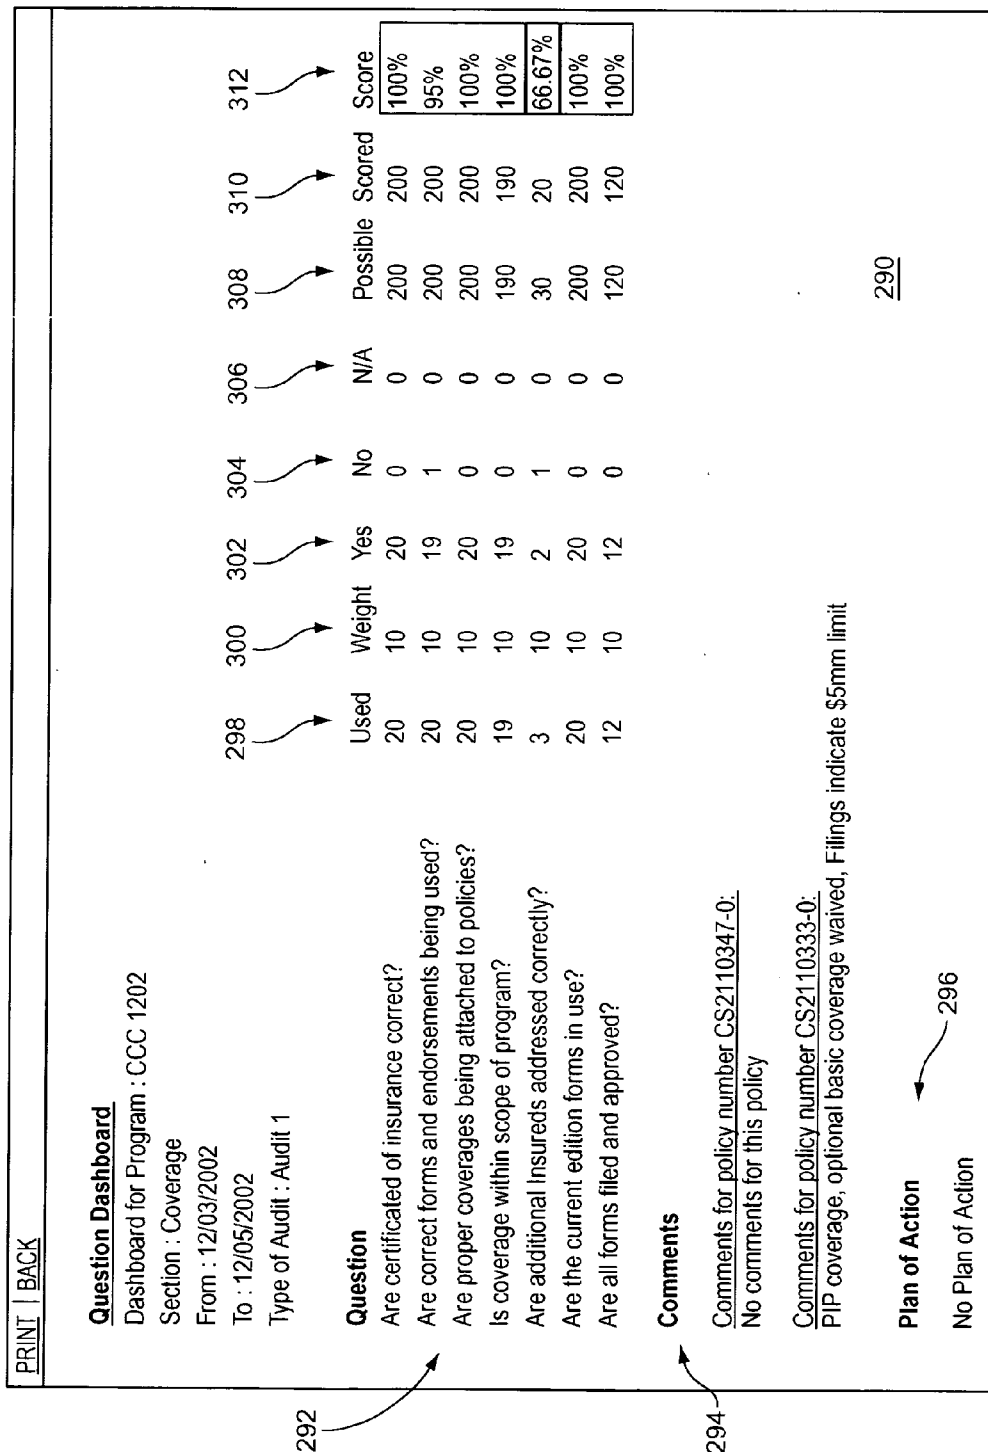 PRINT | BACK
Question Dashboard
Dashboard for Program : CCC 1202
Section : Coverage
From : 12/03/2002
To : 12/05/2002
Type of Audit : Audit 1
298 300 302 304 306 308 310 312
Question Used Weight Yes No N/A Possible Scored Score
Are certificated of insurance correct? 20 10 20 0 0 200 200 100%
Are correct forms and endorsements being used? 20 10 19 1 0 200 200 95%
Are proper coverages being attached to policies? 20 10 20 0 0 200 200 100%
Is coverage within scope of program? 19 10 19 0 0 190 190 100%
Are additional Insureds addressed correctly? 3 10 2 1 0 30 20 66.67%
Are the current edition forms in use? 20 10 20 0 0 200 200 100%
Are all forms filed and approved? 12 10 12 0 0 120 120 100%
292
Comments
294
Comments for policy number CS2110347-0:
No comments for this policy
Comments for policy number CS2110333-0:
PIP coverage, optional basic coverage waived, Filings indicate $5mm limit
Plan of Action
296
290
No Plan of Action